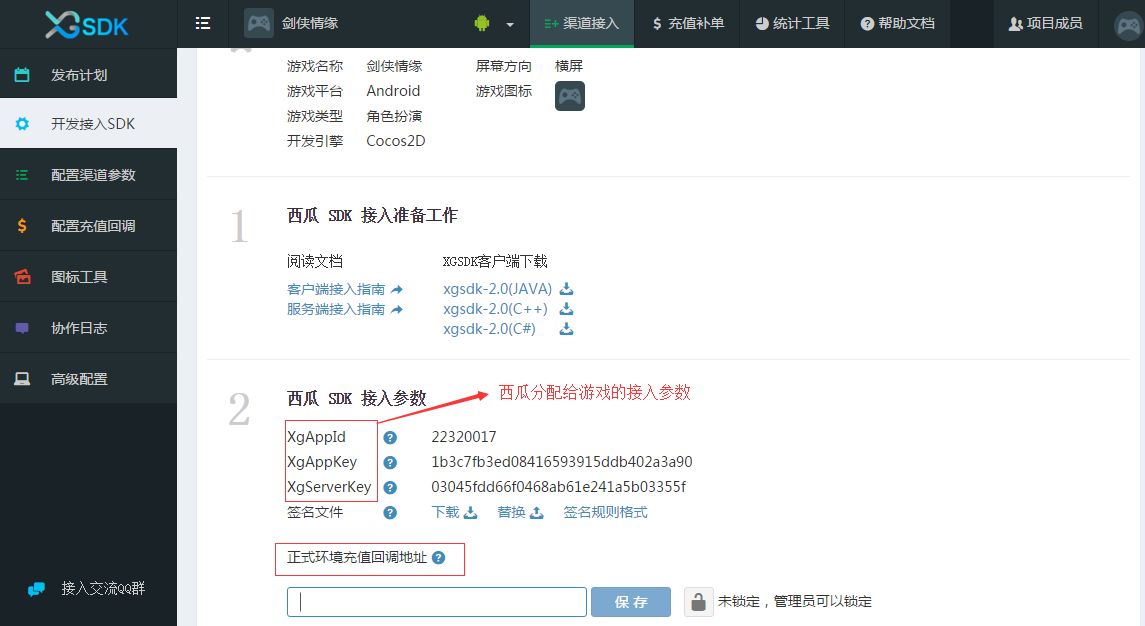 XGSDK
剑侠情缘
渠道接入
$ 充值补单
统计工具
帮助文档
项目成员
发布计划
开发接入SDK
配置渠道参数
配置充值回调
图标工具
协作日志
高级配置
接入交流QQ群
游戏名称 剑侠情缘 屏幕方向 横屏
游戏平台 Android 游戏图标
游戏类型 角色扮演
开发引擎 Cocos2D
1 西瓜 SDK 接入准备工作
阅读文档 XGSDK客户端下载
客户端接入指南 xgsdk-2.0(JAVA)
服务端接入指南 xgsdk-2.0(C++)
xgsdk-2.0(C#)
2 西瓜 SDK 接入参数 西瓜分配给游戏的接入参数
XgAppId 22320017
XgAppKey 1b3c7fb3ed08416593915ddb402a3a90
XgServerKey 03045fdd66f0468ab61e241a5b03355f
签名文件 下载 替换 签名规则格式
正式环境充值回调地址
保存 未锁定，管理员可以锁定